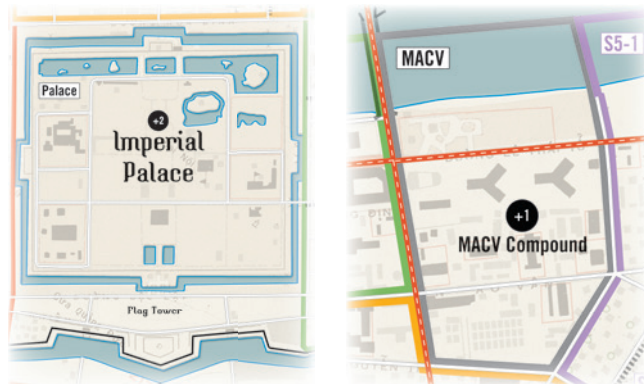 Palace
+2
Imperial
Palace
Flag Tower
MACV
S5-1
+1
MACV Compound